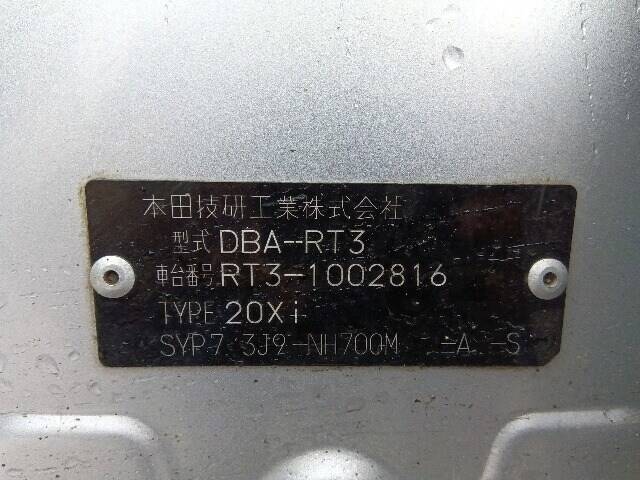 本田技研工業株式会社
型式 DBA-RT3
車台番号 RT3-1002816
TYPE 20Xi
SYP7 3J9-NH700M -A -S